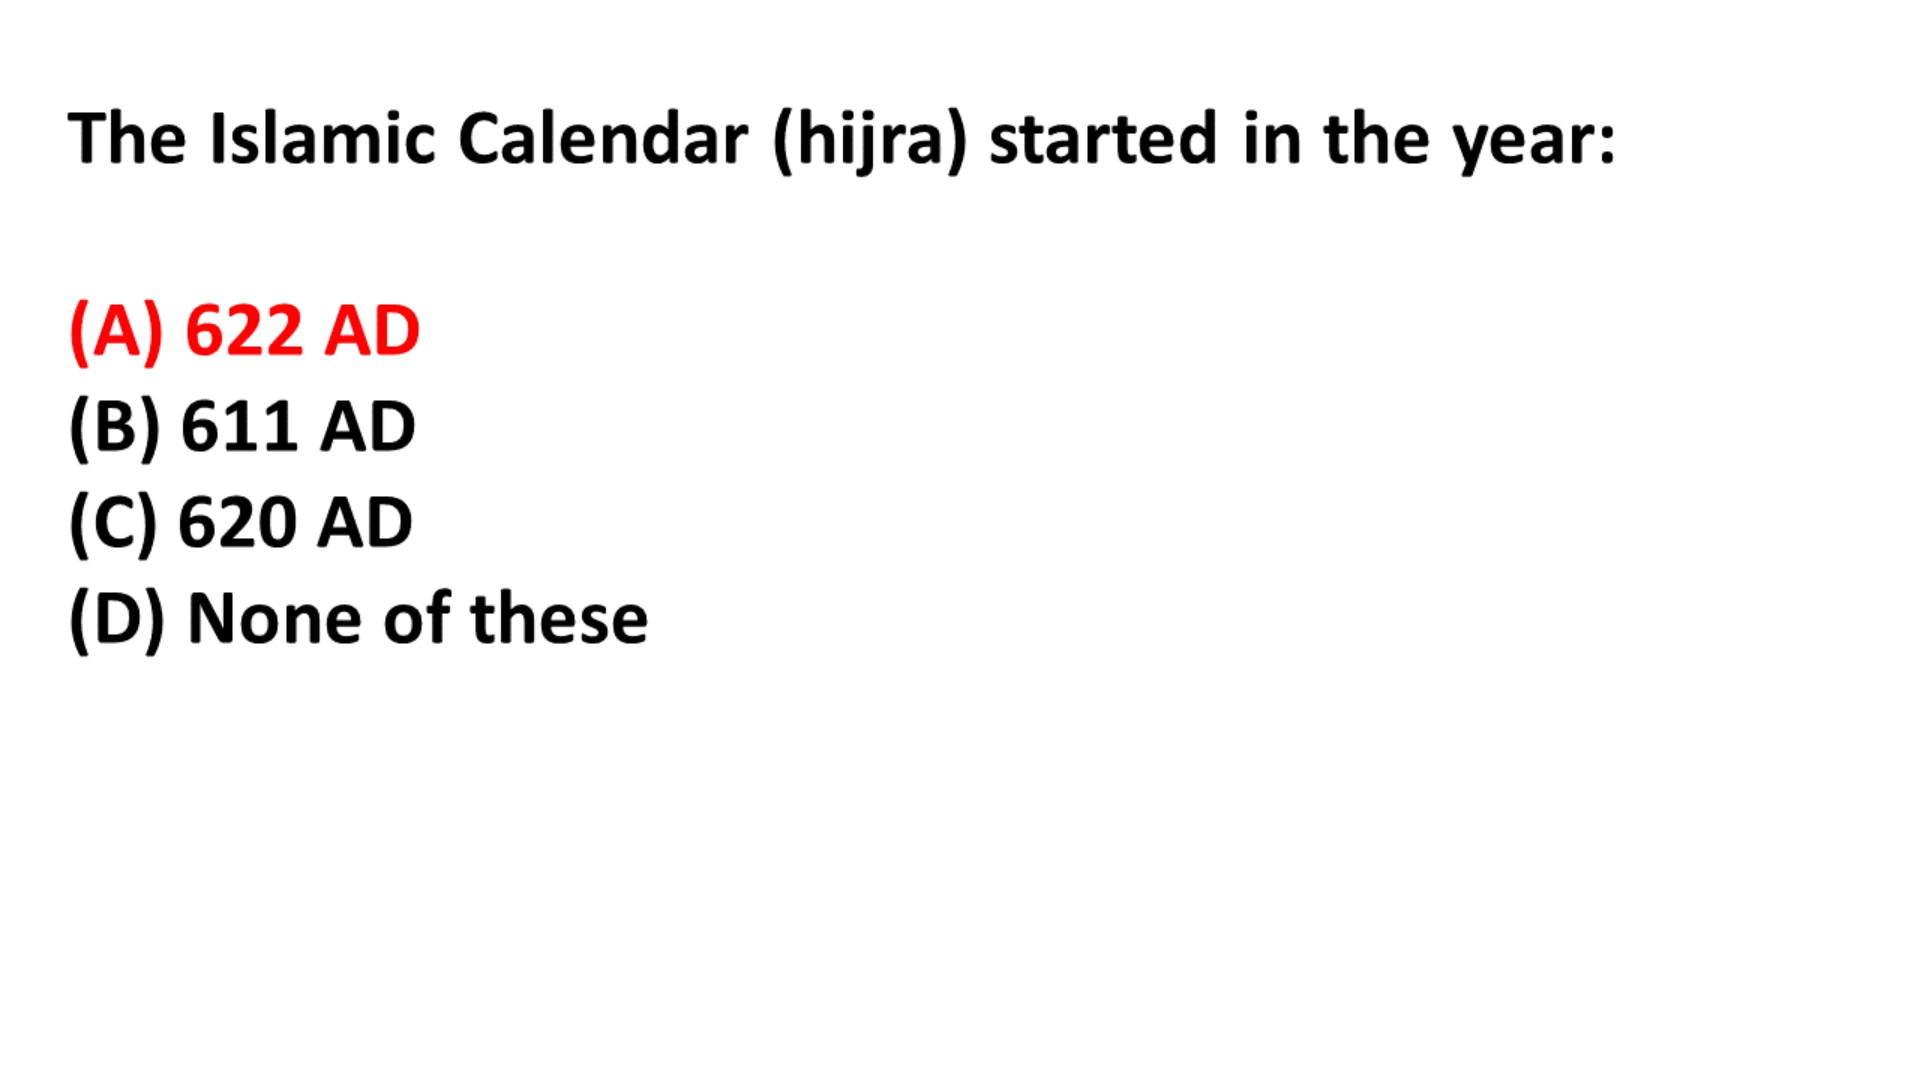 The Islamic Calendar (hijra) started in the year:
(A) 622 AD
(B) 611 AD
(C) 620 AD
(D) None of these